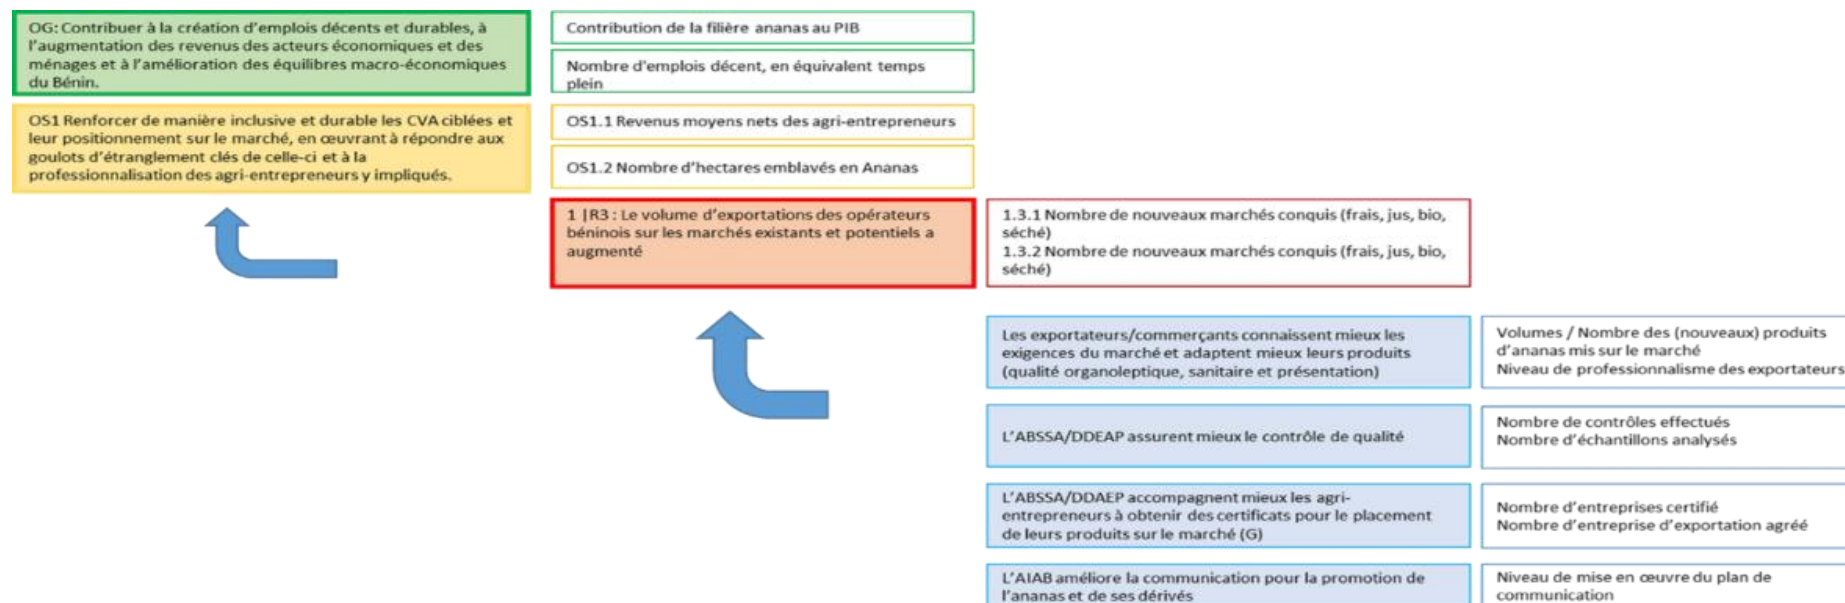 OG: Contribuer à la création d'emplois décents et durables, à
l'augmentation des revenus des acteurs économiques et des
ménages et à l'amélioration des équilibres macro-économiques
du Bénin.
Contribution de la filière ananas au PIB
Nombre d'emplois décent, en équivalent temps
plein
OS1 Renforcer de manière inclusive et durable les CVA ciblées et
leur positionnement sur le marché, en œuvrant à répondre aux
goulots d'étranglement clés de celle-ci et à la
professionnalisation des agri-entrepreneurs y impliqués.
OS1.1 Revenus moyens nets des agri-entrepreneurs
OS1.2 Nombre d'hectares emblavés en Ananas
1 |R3 : Le volume d'exportations des opérateurs
béninois sur les marchés existants et potentiels a
augmenté
1.3.1 Nombre de nouveaux marchés conquis (frais, jus, bio,
séché)
1.3.2 Nombre de nouveaux marchés conquis (frais, jus, bio,
séché)
Les exportateurs/commerçants connaissent mieux les
exigences du marché et adaptent mieux leurs produits
(qualité organoleptique, sanitaire et présentation)
Volumes / Nombre des (nouveaux) produits
d'ananas mis sur le marché
Niveau de professionnalisme des exportateurs
L'ABSSA/DDEAP assurent mieux le contrôle de qualité
Nombre de contrôles effectués
Nombre d'échantillons analysés
L'ABSSA/DDAEP accompagnent mieux les agri-
entrepreneurs à obtenir des certificats pour le placement
de leurs produits sur le marché (G)
Nombre d'entreprises certifié
Nombre d'entreprise d'exportation agréé
L'AIAB améliore la communication pour la promotion de
l'ananas et de ses dérivés
Niveau de mise en œuvre du plan de
communication